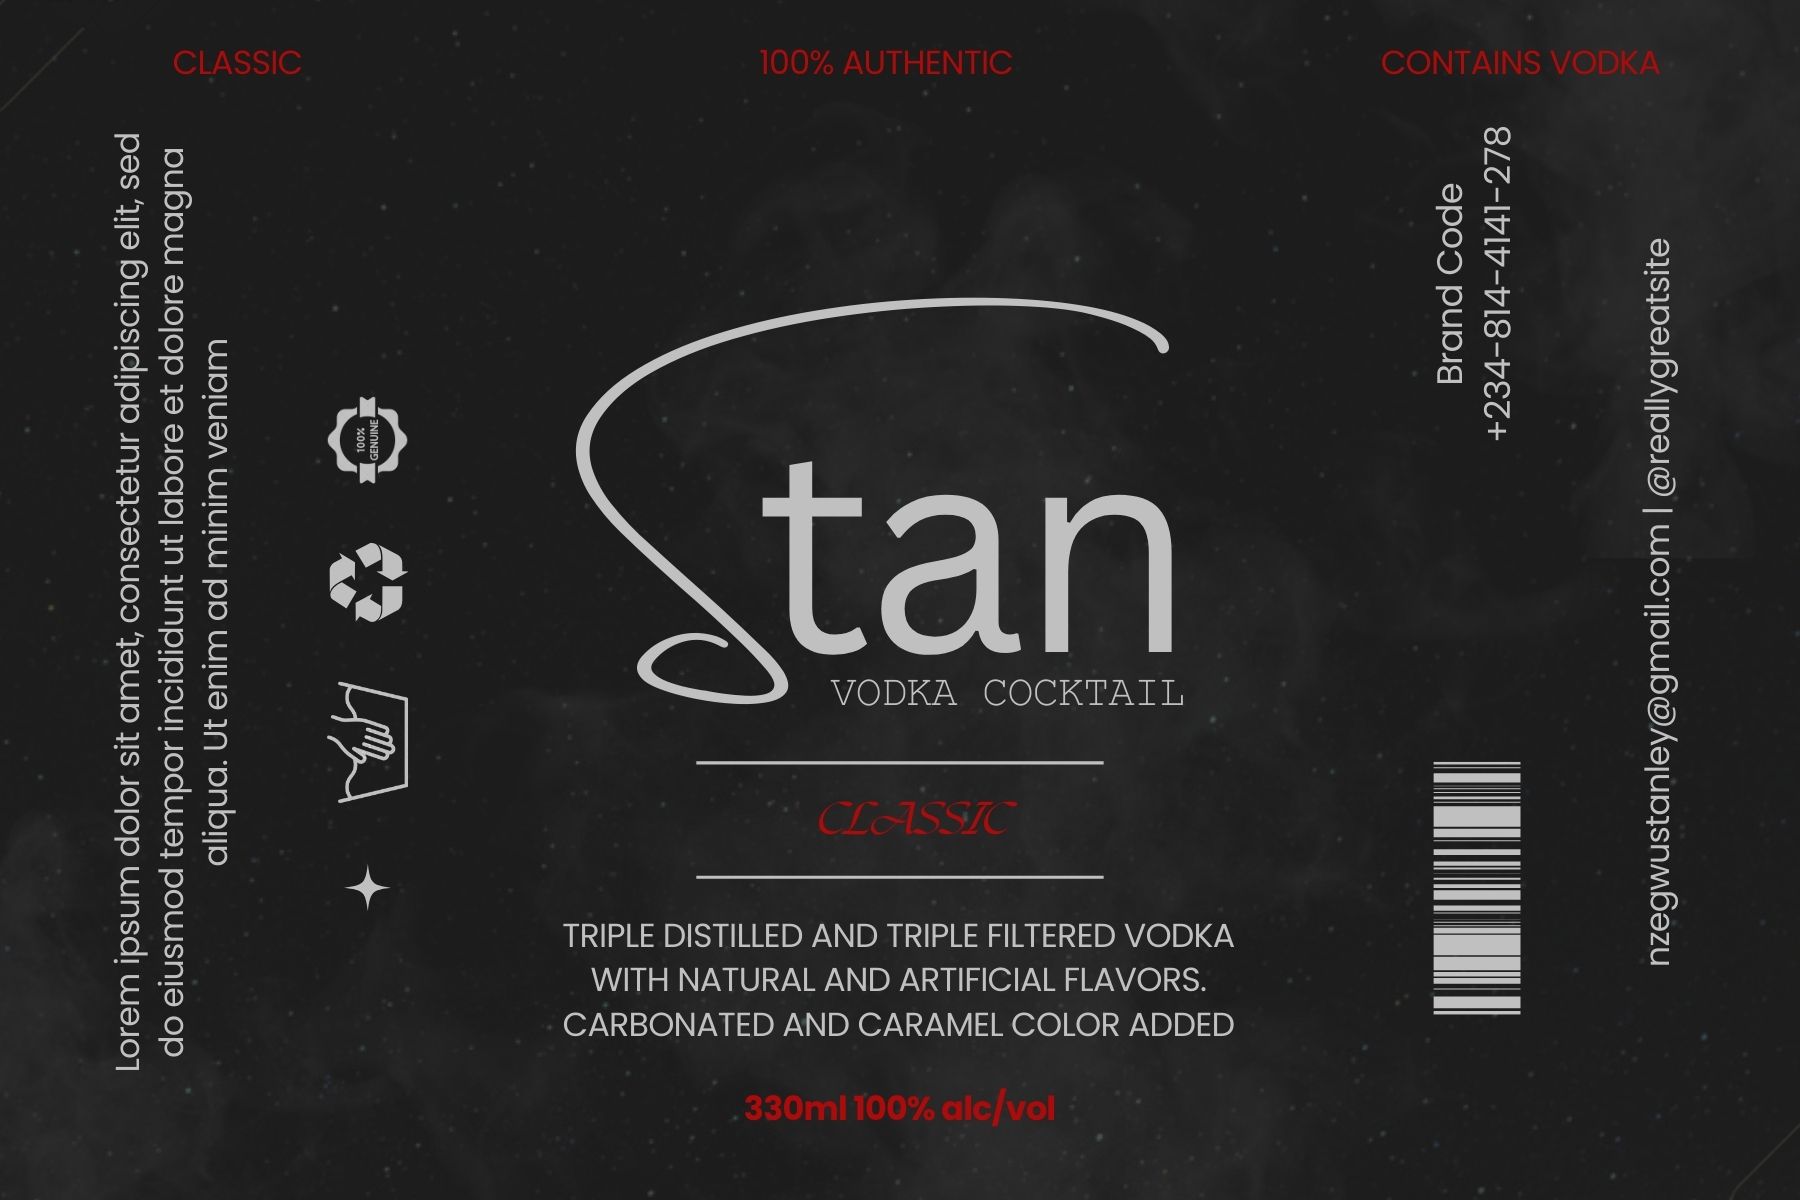 CLASSIC
100% AUTHENTIC
CONTAINS VODKA
Lorem ipsum dolor sit amet, consectetur adipiscing elit, sed
do eiusmod tempor incididunt ut labore et dolore magna
aliqua. Ut enim ad minim veniam
100%
GENUINE
Stan
VODKA COCKTAIL
CLASSIC
TRIPLE DISTILLED AND TRIPLE FILTERED VODKA
WITH NATURAL AND ARTIFICIAL FLAVORS.
CARBONATED AND CARAMEL COLOR ADDED
330ml 100% alc/vol
Brand Code
+234-814-4141-278
nzegwustanley@gmail.com | @reallygreatsite